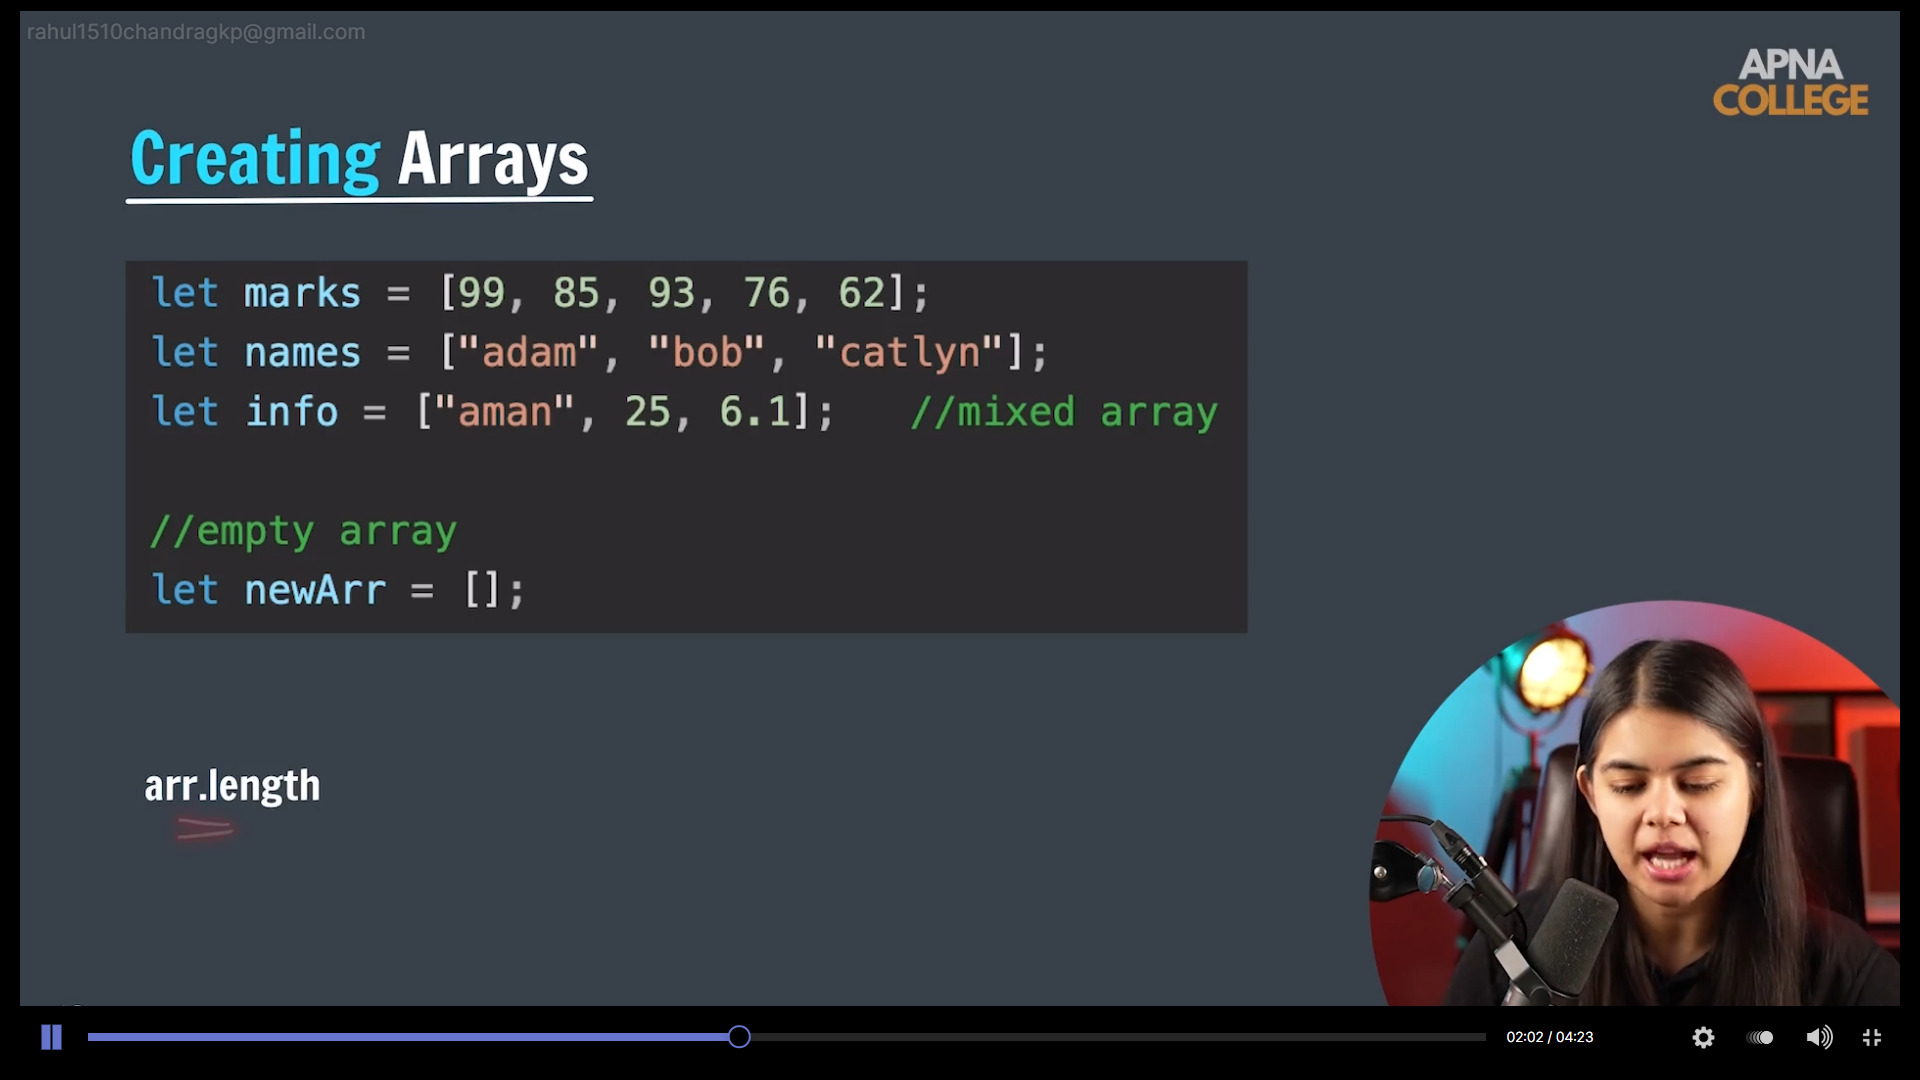 rahul1510chandragkp@gmail.com
APNA
COLLEGE
Creating Arrays
let marks = [99, 85, 93, 76, 62];
let names = ["adam", "bob", "catlyn"];
let info = ["aman", 25, 6.1];   //mixed array
//empty array
let newArr = [];
arr.length
02:02 / 04:23